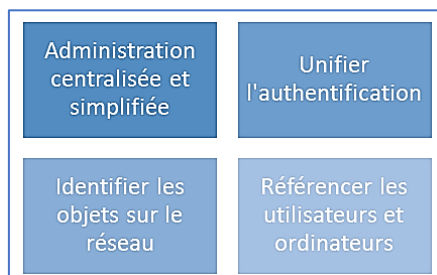 Administration
centralisée et
simplifiée
Unifier
l'authentification
Identifier les
objets sur le
réseau
Référencer les
utilisateurs et
ordinateurs